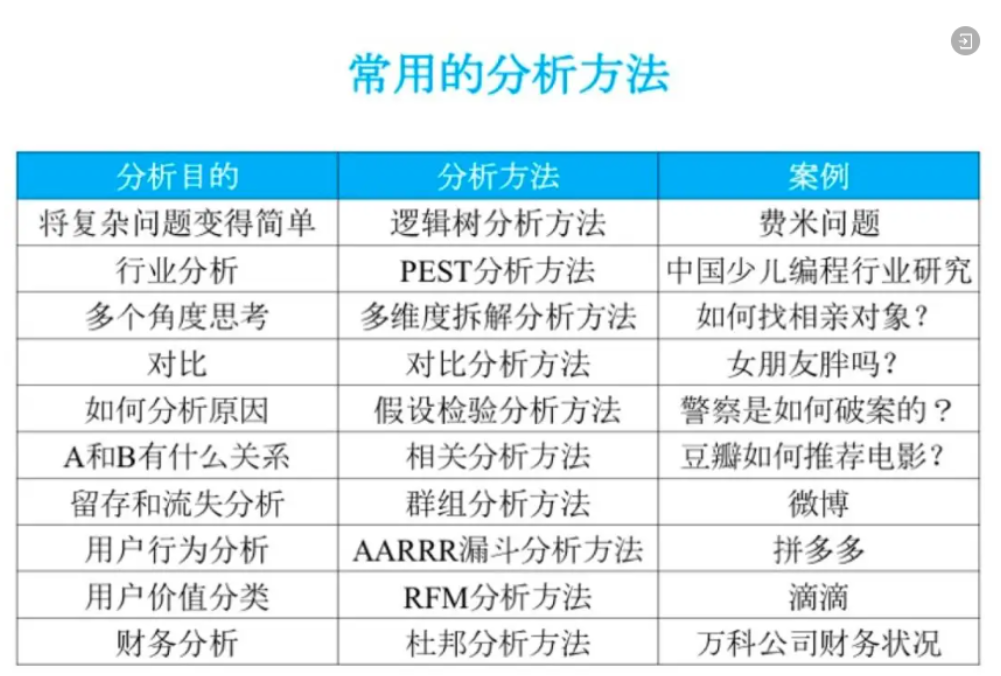 常用的分析方法
分析目的 分析方法 案例
将复杂问题变得简单 逻辑树分析方法 费米问题
行业分析 PEST分析方法 中国少儿编程行业研究
多个角度思考 多维度拆解分析方法 如何找相亲对象？
对比 对比分析方法 女朋友胖吗？
如何分析原因 假设检验分析方法 警察是如何破案的？
A和B有什么关系 相关分析方法 豆瓣如何推荐电影？
留存和流失分析 群组分析方法 微博
用户行为分析 AARRR漏斗分析方法 拼多多
用户价值分类 RFM分析方法 滴滴
财务分析 杜邦分析方法 万科公司财务状况